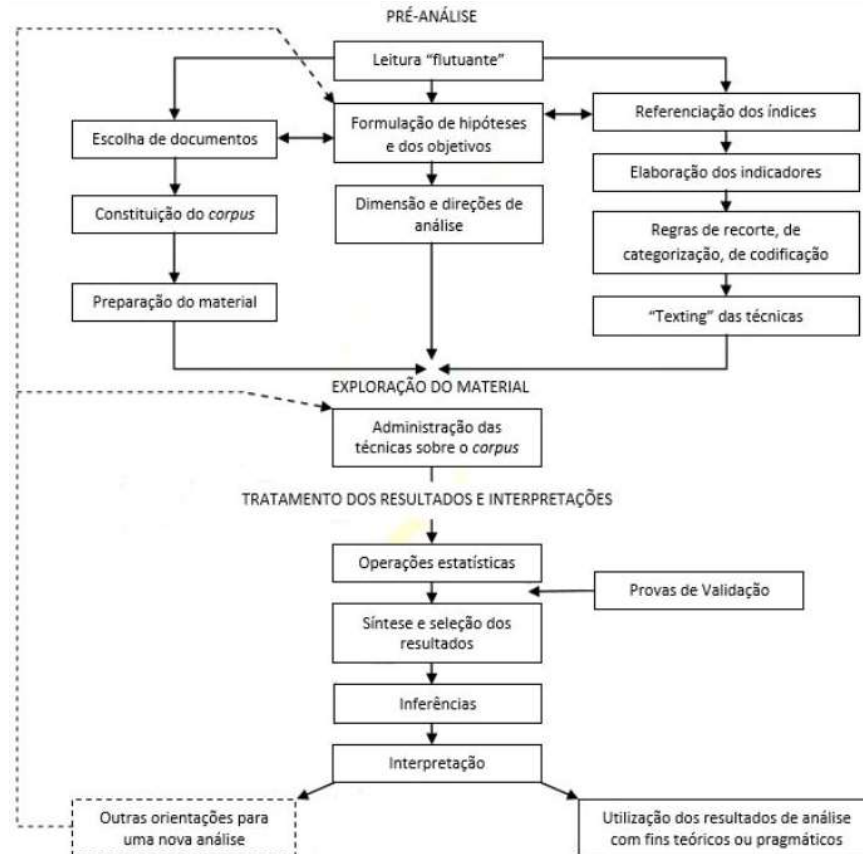 PRÉ-ANÁLISE
Leitura “flutuante”
Escolha de documentos
Formulação de hipóteses
e dos objetivos
Referenciação dos índices
Elaboração dos indicadores
Constituição do corpus
Dimensão e direções de
análise
Regras de recorte, de
categorização, de codificação
Preparação do material
“Texting” das técnicas
EXPLORAÇÃO DO MATERIAL
Administração das
técnicas sobre o corpus
TRATAMENTO DOS RESULTADOS E INTERPRETAÇÕES
Operações estatísticas
Provas de Validação
Síntese e seleção dos
resultados
Inferências
Interpretação
Outras orientações para
uma nova análise
Utilização dos resultados de análise
com fins teóricos ou pragmáticos